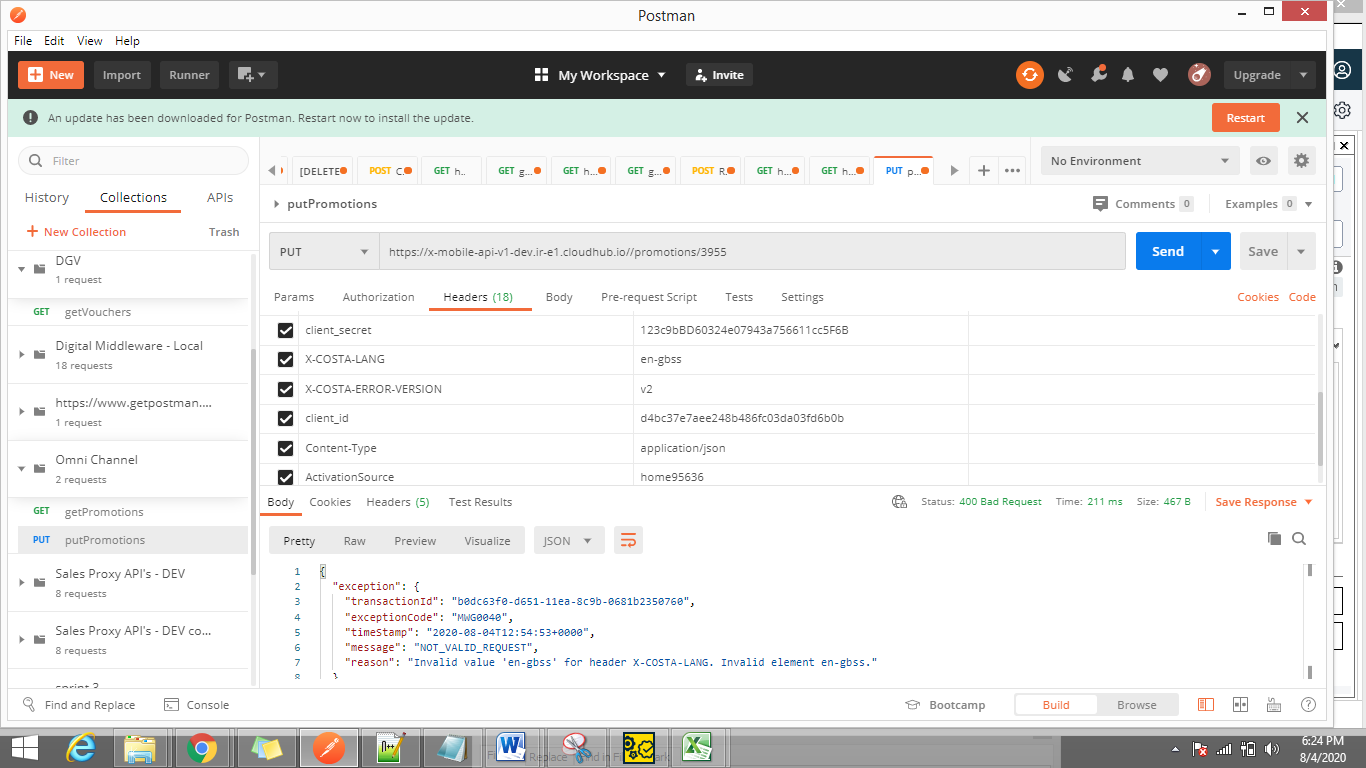 Postman
File Edit View Help
New Import Runner My Workspace Invite Upgrade
An update has been downloaded for Postman. Restart now to install the update. Restart
Filter
History Collections APIs
New Collection Trash
DGV
1 request
GET getVouchers
Digital Middleware - Local
18 requests
https://www.getpostman....
1 request
Omni Channel
2 requests
GET getPromotions
PUT putPromotions
Sales Proxy API's - DEV
8 requests
Sales Proxy API's - DEV co...
8 requests
sprint 3
[DELETE POST C... GET h.. GET g... GET h... GET g... POST R... GET h... GET h... PUT p... No Environment
putPromotions Comments 0 Examples 0
PUT https://x-mobile-api-v1-dev.ir-e1.cloudhub.io//promotions/3955 Send Save
Params Authorization Headers (18) Body Pre-request Script Tests Settings Cookies Code
client_secret 123c9bBD60324e07943a756611cc5F6B
X-COSTA-LANG en-gbss
X-COSTA-ERROR-VERSION v2
client_id d4bc37e7aee248b486fc03da03fd6b0b
Content-Type application/json
ActivationSource home95636
Body Cookies Headers (5) Test Results Status: 400 Bad Request Time: 211 ms Size: 467 B Save Response
Pretty Raw Preview Visualize JSON
1 {
2 "exception": {
3 "transactionId": "b0dc63f0-d651-11ea-8c9b-0681b2350760",
4 "exceptionCode": "MWG0040",
5 "timeStamp": "2020-08-04T12:54:53+0000",
6 "message": "NOT_VALID_REQUEST",
7 "reason": "Invalid value 'en-gbss' for header X-COSTA-LANG. Invalid element en-gbss."
8 }
Find and Replace Console Bootcamp Build Browse
6:24 PM
8/4/2020